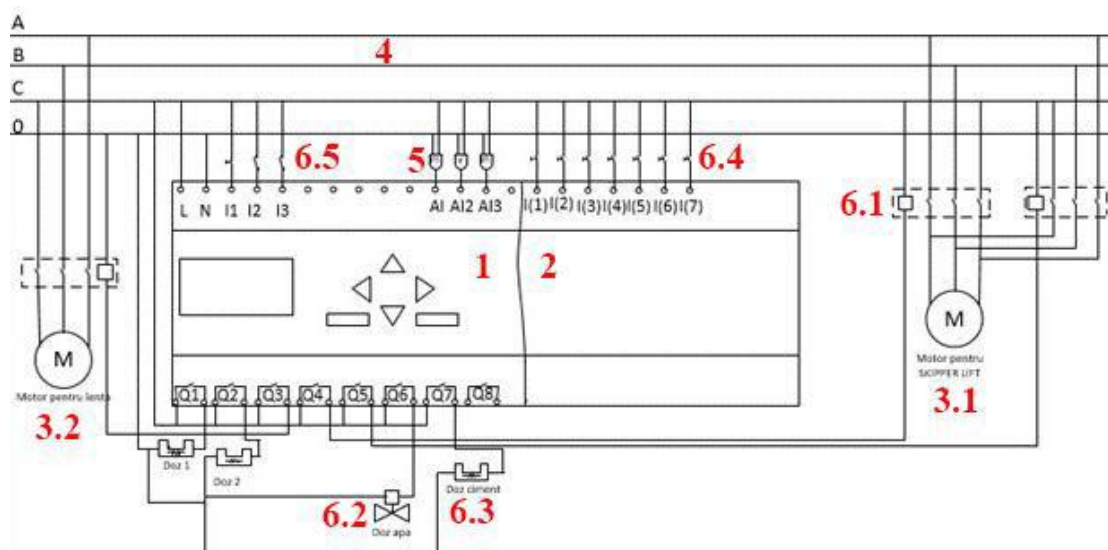 A
B
4
C
0
6.5
5
6.4
6.1
L N I1 I2 I3 AI AI2 AI3 I(1) I(2) I(3) I(4) I(5) I(6) I(7)
1
2
M
M
Motor pentru lenta
3.2
Motor pentru
SKIPPER LIFT
3.1
Q1 Q2 Q3 Q4 Q5 Q6 Q7 Q8
Doz 1
Doz 2
Doz ciment
6.2
6.3
Doz apa